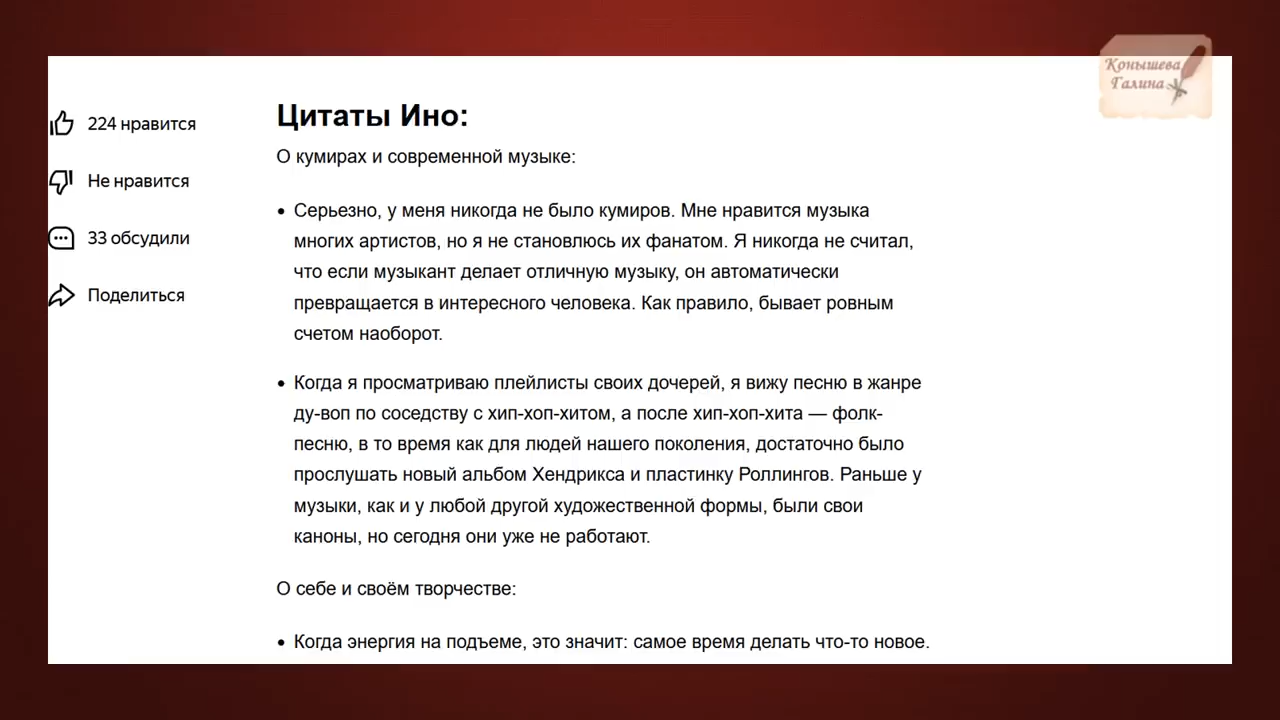 Конышева
Галина
224 нравится
Не нравится
33 обсудили
Поделиться
Цитаты Ино:
О кумирах и современной музыке:
• Серьезно, у меня никогда не было кумиров. Мне нравится музыка
многих артистов, но я не становлюсь их фанатом. Я никогда не считал,
что если музыкант делает отличную музыку, он автоматически
превращается в интересного человека. Как правило, бывает ровным
счетом наоборот.
• Когда я просматриваю плейлисты своих дочерей, я вижу песню в жанре
ду-воп по соседству с хип-хоп-хитом, а после хип-хоп-хита — фолк-
песню, в то время как для людей нашего поколения, достаточно было
прослушать новый альбом Хендрикса и пластинку Роллингов. Раньше у
музыки, как и у любой другой художественной формы, были свои
каноны, но сегодня они уже не работают.
О себе и своём творчестве:
• Когда энергия на подъеме, это значит: самое время делать что-то новое.